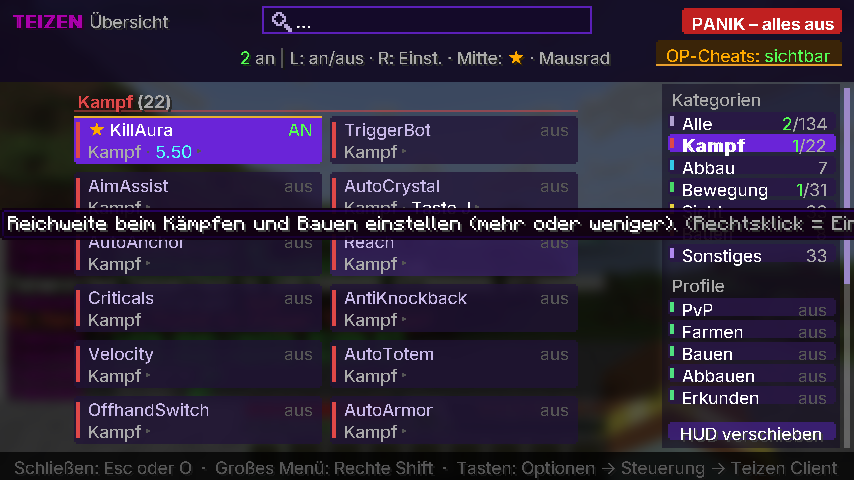 TEIZEN Übersicht
...
PANIK – alles aus
2 an | L: an/aus · R: Einst. · Mitte: ★ · Mausrad
OP-Cheats: sichtbar
Kampf (22)
★ KillAura AN
Kampf · 5.50
TriggerBot aus
Kampf
AimAssist aus
AutoCrystal aus
Kampf · Taste
Reichweite beim Kämpfen und Bauen einstellen (mehr oder weniger). (Rechtsklick = Ein
AutoAnchor aus
Kampf
Reach aus
Kampf
Criticals aus
Kampf
AntiKnockback aus
Kampf
Velocity aus
Kampf
AutoTotem aus
Kampf
OffhandSwitch aus
Kampf
AutoArmor aus
Kampf
Kategorien
Alle 2/134
Kampf 1/22
Abbau 7
Bewegung 1/31
Sonstiges 33
Profile
PvP aus
Farmen aus
Bauen aus
Abbauen aus
Erkunden aus
HUD verschieben
Schließen: Esc oder O · Großes Menü: Rechte Shift · Tasten: Optionen → Steuerung → Teizen Client